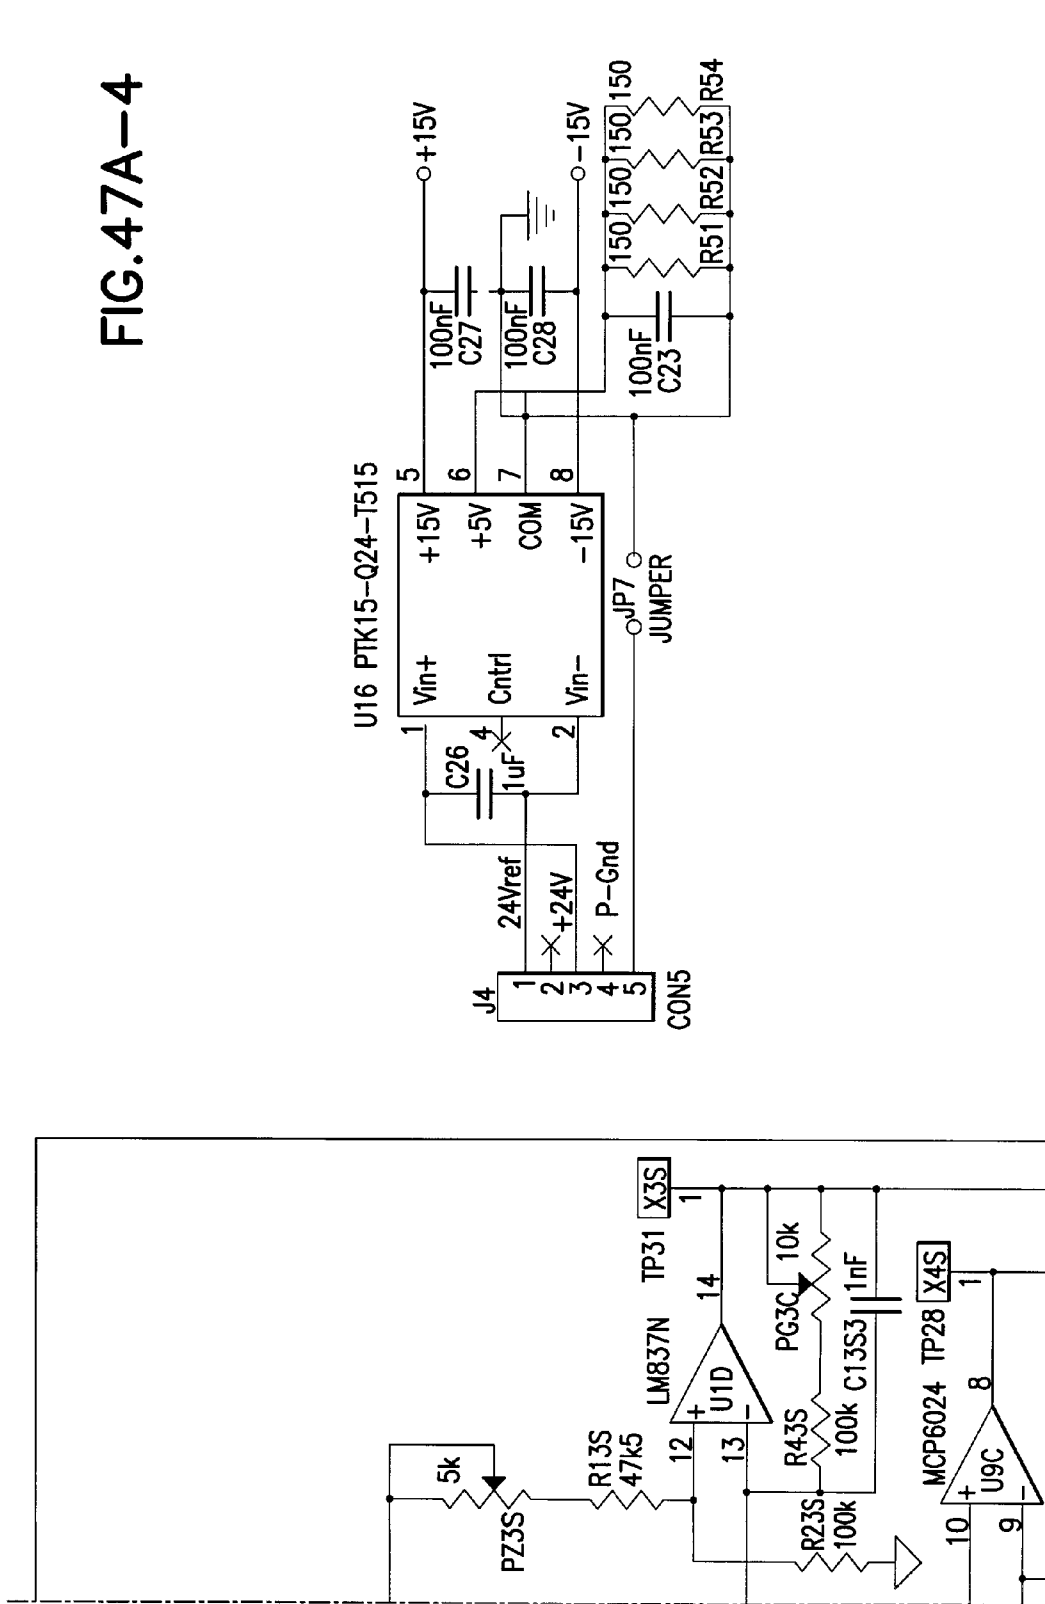 FIG.47A-4
U16 PTK15-Q24-T515
1
Vin+
4
Cntrl
2
Vin-
5
+15V
6
+5V
7
COM
8
-15V
+15V
-15V
100nF
C27
100nF
C28
100nF
C23
150
R51
150
R52
150
R53
150
R54
JP7
JUMPER
C26
1uF
24Vref
+24V
P-Gnd
J4
1
2
3
4
5
CON5
5k
PZ3S
R13S
47k5
R23S
100k
LM837N
U1D
12
+
13
-
14
TP31
X3S
1
PG3C
10k
R43S
100k
C13S3
1nF
MCP6024
U9C
10
+
9
-
8
TP28
X4S
1